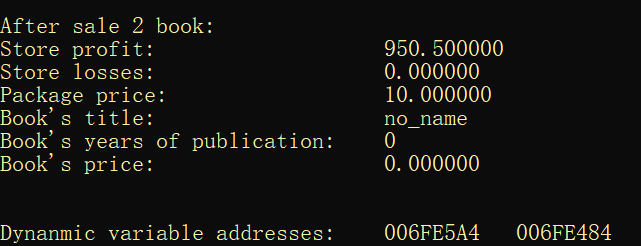 After sale 2 book:
Store profit: 950.500000
Store losses: 0.000000
Package price: 10.000000
Book's title: no_name
Book's years of publication: 0
Book's price: 0.000000
Dynanmic variable addresses: 006FE5A4 006FE484